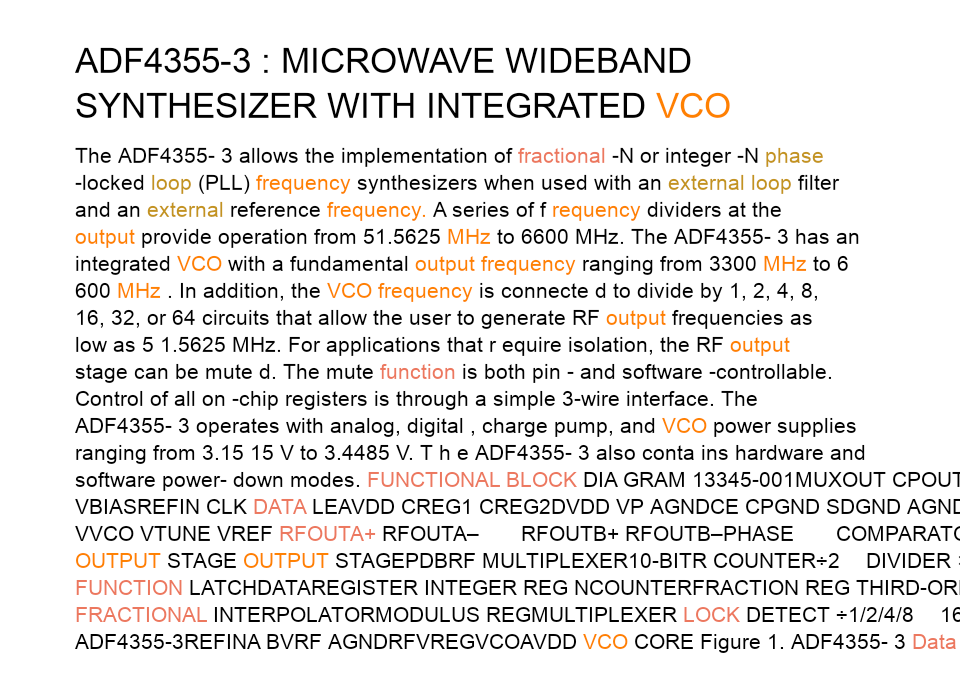 ADF4355-3 : MICROWAVE WIDEBAND
SYNTHESIZER WITH INTEGRATED VCO
The ADF4355- 3 allows the implementation of fractional -N or integer -N phase
-locked loop (PLL) frequency synthesizers when used with an external loop filter
and an external reference frequency. A series of f requency dividers at the
output provide operation from 51.5625 MHz to 6600 MHz. The ADF4355- 3 has an
integrated VCO with a fundamental output frequency ranging from 3300 MHz to 6
600 MHz . In addition, the VCO frequency is connecte d to divide by 1, 2, 4, 8,
16, 32, or 64 circuits that allow the user to generate RF output frequencies as
low as 5 1.5625 MHz. For applications that r equire isolation, the RF output
stage can be mute d. The mute function is both pin - and software -controllable.
Control of all on -chip registers is through a simple 3-wire interface. The
ADF4355- 3 operates with analog, digital , charge pump, and VCO power supplies
ranging from 3.15 15 V to 3.4485 V. T h e ADF4355- 3 also conta ins hardware and
software power- down modes. FUNCTIONAL BLOCK DIA GRAM 13345-001MUXOUT CPOUT
VBIASREFIN CLK DATA LEAVDD CREG1 CREG2DVDD VP AGNDCE CPGND SDGND AGND
VVCO VTUNE VREF RFOUTA+ RFOUTA– RFOUTB+ RFOUTB–PHASE COMPARATO
OUTPUT STAGE OUTPUT STAGEPDBRF MULTIPLEXER10-BITR COUNTER÷2 DIVIDER
FUNCTION LATCHDATAREGISTER INTEGER REG NCOUNTERFRACTION REG THIRD-ORD
FRACTIONAL INTERPOLATORMODULUS REGMULTIPLEXER LOCK DETECT ÷1/2/4/8 16
ADF4355-3REFINA BVRF AGNDRFVREGVCOAVDD VCO CORE Figure 1. ADF4355- 3 Data